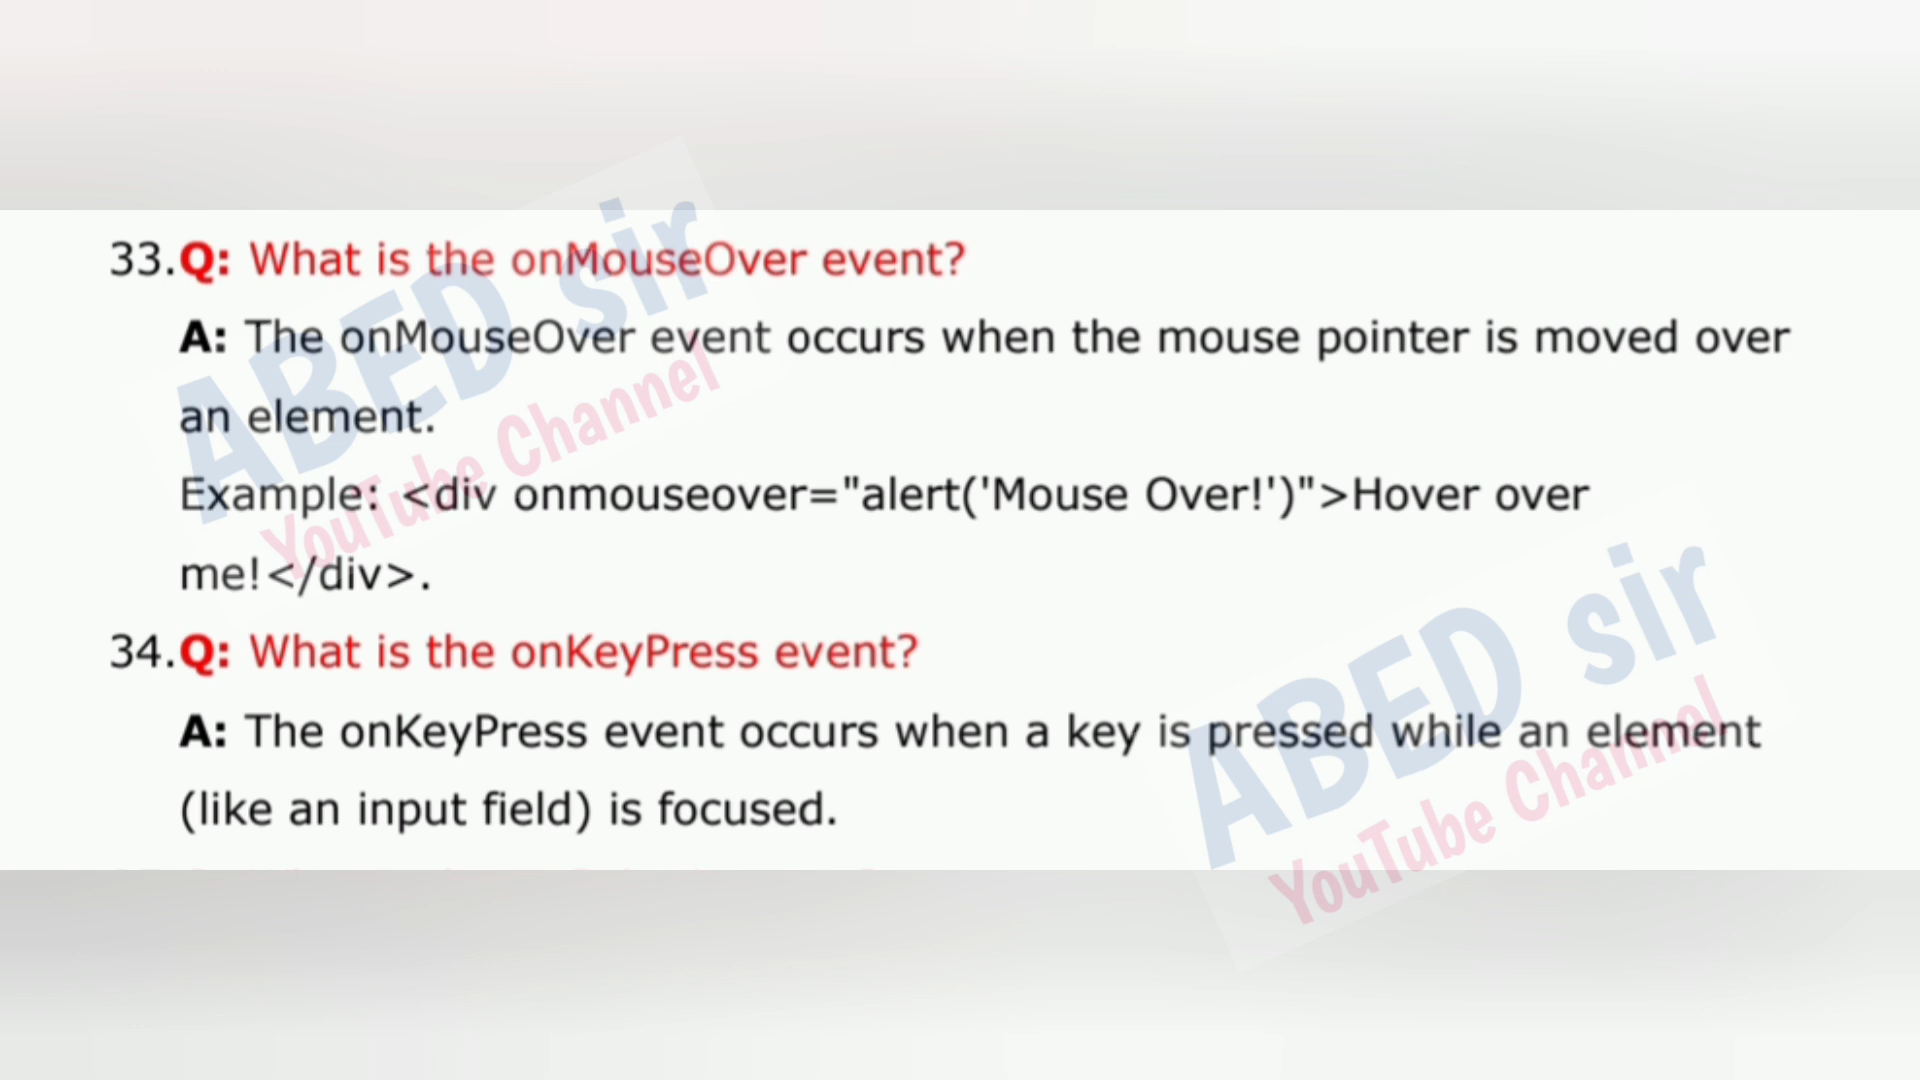 33.Q: What is the onMouseOver event?
A: The onMouseOver event occurs when the mouse pointer is moved over
an element.
Example: <div onmouseover="alert('Mouse Over!')">Hover over
me!</div>.
34.Q: What is the onKeyPress event?
A: The onKeyPress event occurs when a key is pressed while an element
(like an input field) is focused.
ABED sir
YouTube Channel
ABED sir
YouTube Channel